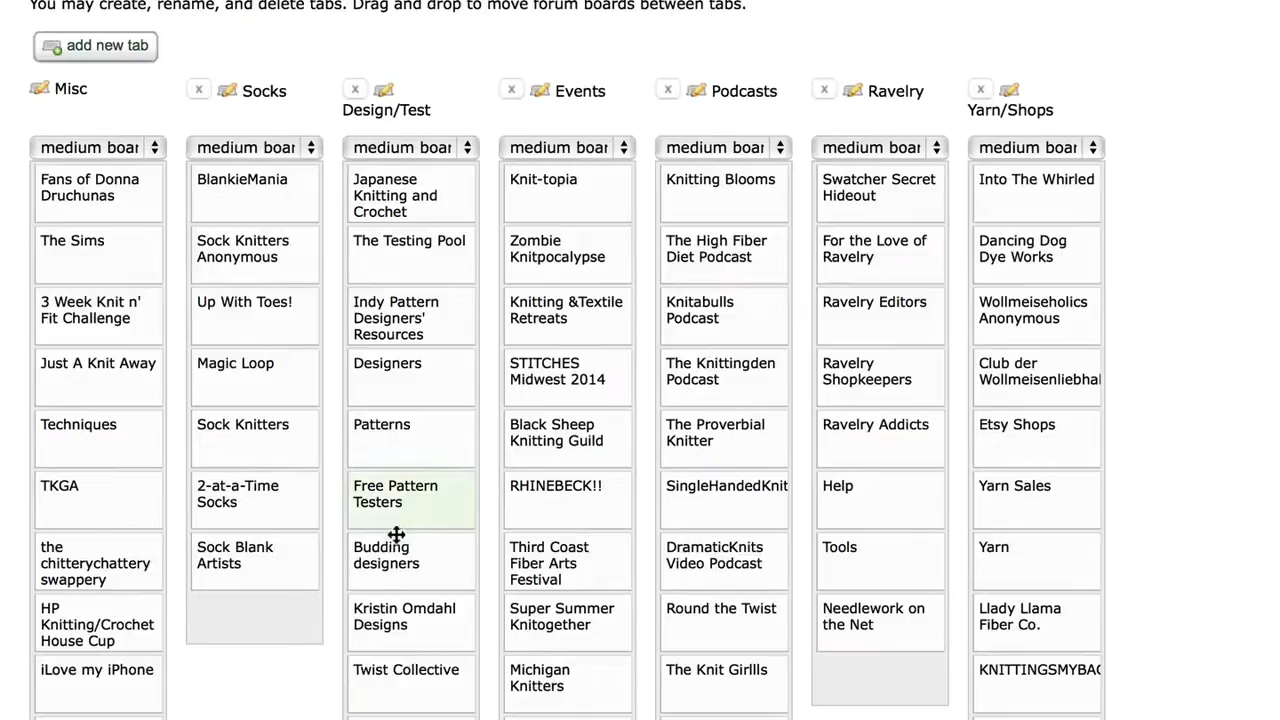 You may create, rename, and delete tabs. Drag and drop to move forum boards between tabs.
add new tab
Misc
x Socks
x
Design/Test
x Events
x Podcasts
x Ravelry
x
Yarn/Shops
medium boar
medium boar
medium boar
medium boar
medium boar
medium boar
medium boar
Fans of Donna
Druchunas
The Sims
3 Week Knit n'
Fit Challenge
Just A Knit Away
Techniques
TKGA
the
chitterychattery
swappery
HP
Knitting/Crochet
House Cup
iLove my iPhone
BlankieMania
Sock Knitters
Anonymous
Up With Toes!
Magic Loop
Sock Knitters
2-at-a-Time
Socks
Sock Blank
Artists
Japanese
Knitting and
Crochet
The Testing Pool
Indy Pattern
Designers'
Resources
Designers
Patterns
Free Pattern
Testers
Budding
designers
Kristin Omdahl
Designs
Twist Collective
Knit-topia
Zombie
Knitpocalypse
Knitting &Textile
Retreats
STITCHES
Midwest 2014
Black Sheep
Knitting Guild
RHINEBECK!!
Third Coast
Fiber Arts
Festival
Super Summer
Knitogether
Michigan
Knitters
Knitting Blooms
The High Fiber
Diet Podcast
Knitabulls
Podcast
The Knittingden
Podcast
The Proverbial
Knitter
SingleHandedKnit
DramaticKnits
Video Podcast
Round the Twist
The Knit Girllls
Swatcher Secret
Hideout
For the Love of
Ravelry
Ravelry Editors
Ravelry
Shopkeepers
Ravelry Addicts
Help
Tools
Needlework on
the Net
Into The Whirled
Dancing Dog
Dye Works
Wollmeiseholics
Anonymous
Club der
Wollmeisenliebhal
Etsy Shops
Yarn Sales
Yarn
Llady Llama
Fiber Co.
KNITTINGSMYBAG